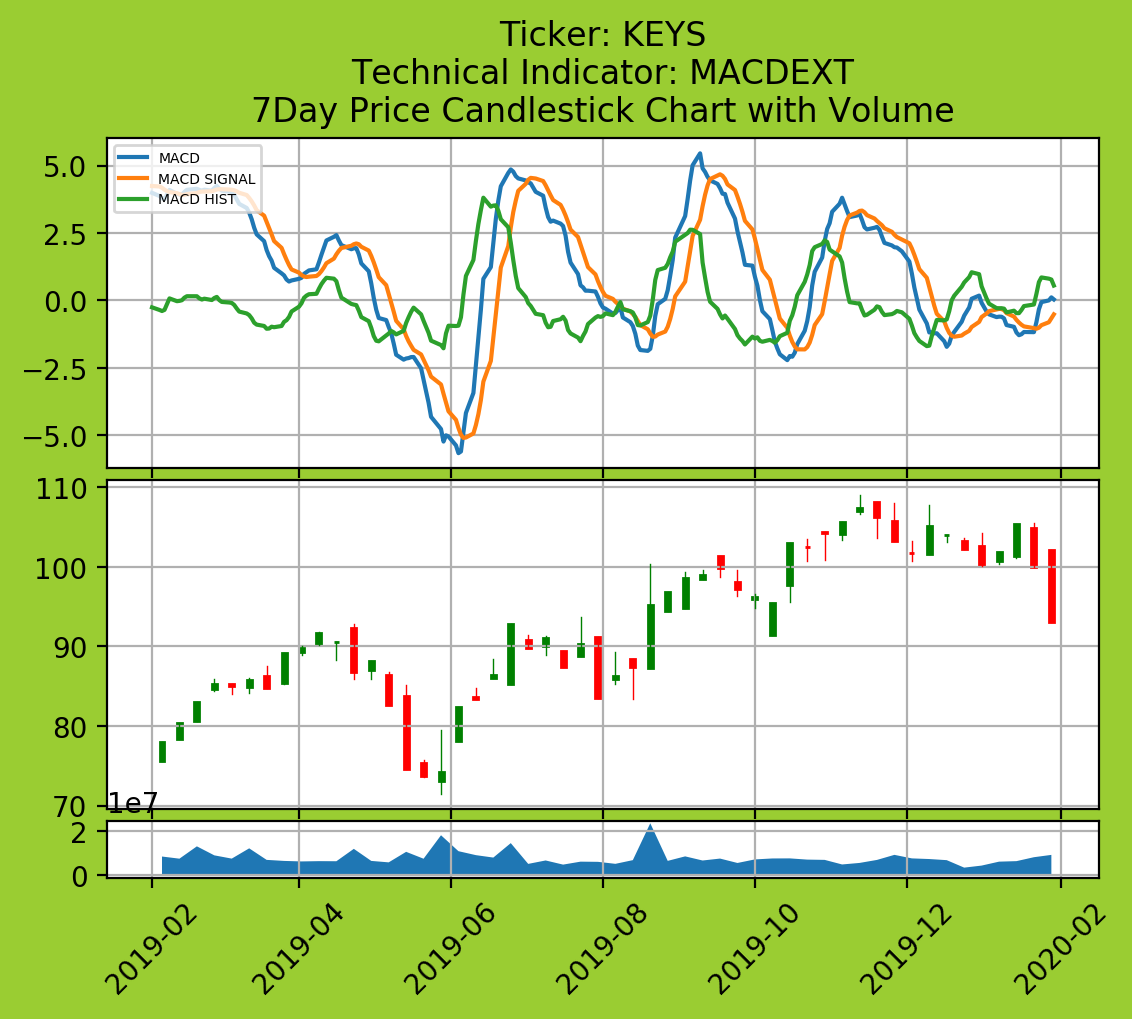 Ticker: KEYS
Technical Indicator: MACDEXT
7Day Price Candlestick Chart with Volume
MACD
MACD SIGNAL
MACD HIST
5.0
2.5
0.0
−2.5
−5.0
110
100
90
80
70
1e7
2
0
2019-02
2019-04
2019-06
2019-08
2019-10
2019-12
2020-02